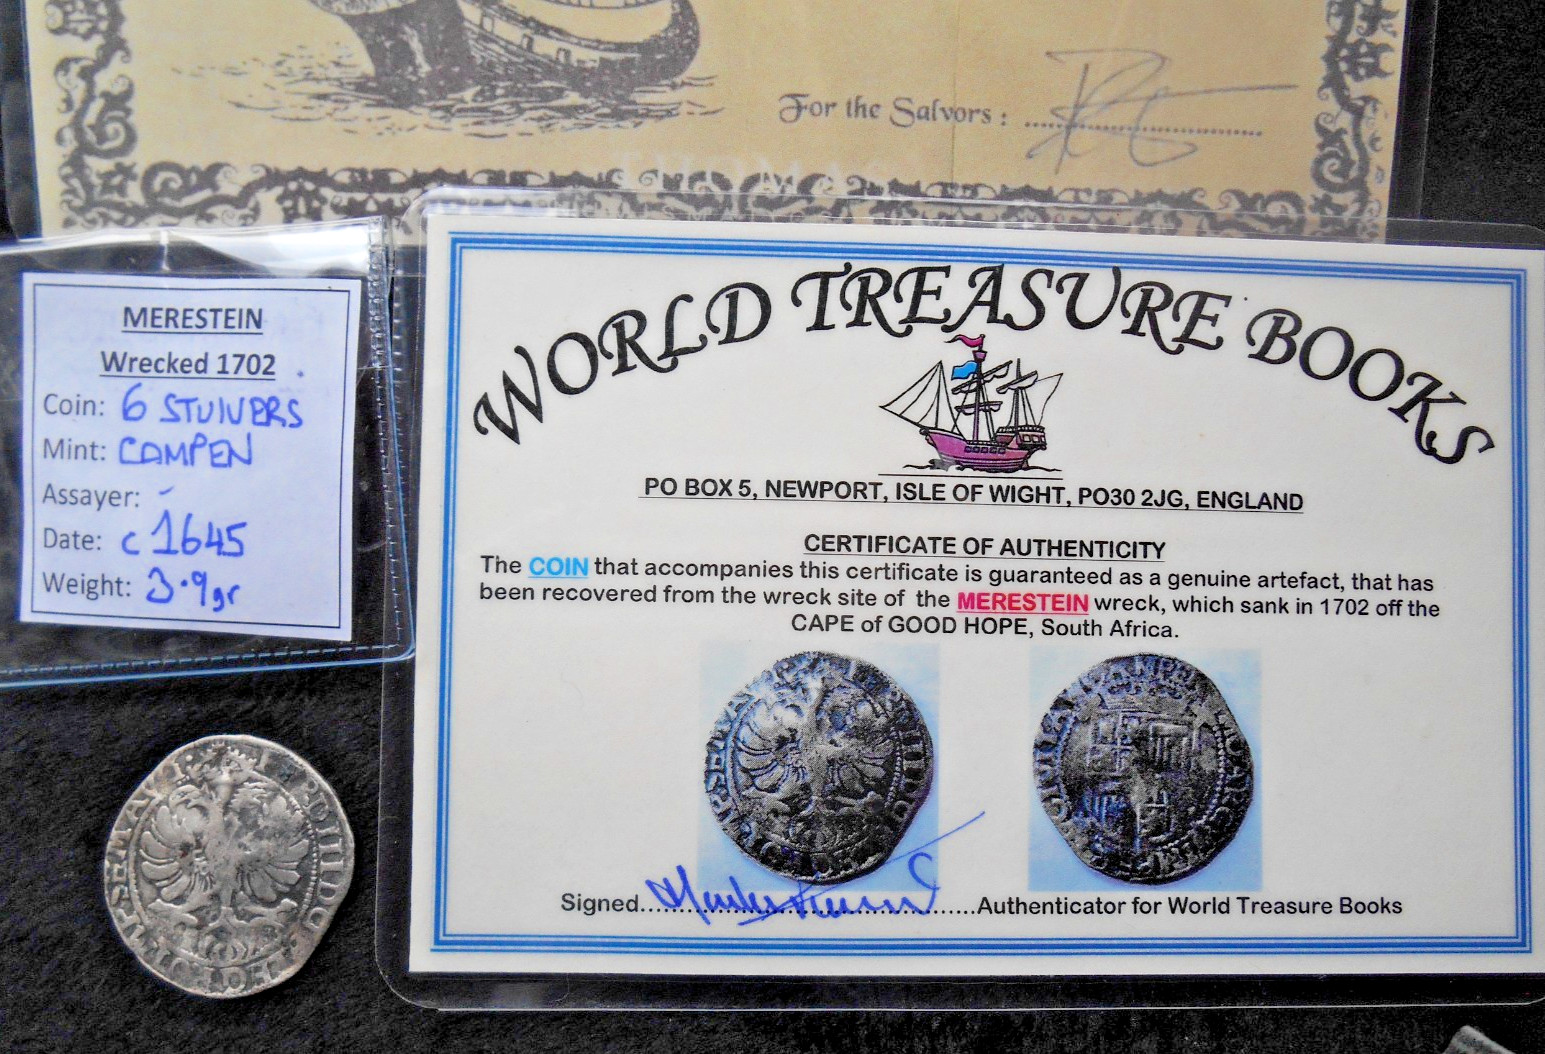 For the Salvors :
MERESTEIN
Wrecked 1702
Coin: 6 STUIVERS
Mint: CAMPEN
Assayer: -
Date: c 1645
Weight: 3.9gr
WORLD TREASURE BOOKS
PO BOX 5, NEWPORT, ISLE OF WIGHT, PO30 2JG, ENGLAND
CERTIFICATE OF AUTHENTICITY
The COIN that accompanies this certificate is guaranteed as a genuine artefact, that has
been recovered from the wreck site of the MERESTEIN wreck, which sank in 1702 off the
CAPE of GOOD HOPE, South Africa.
Signed.............................................Authenticator for World Treasure Books